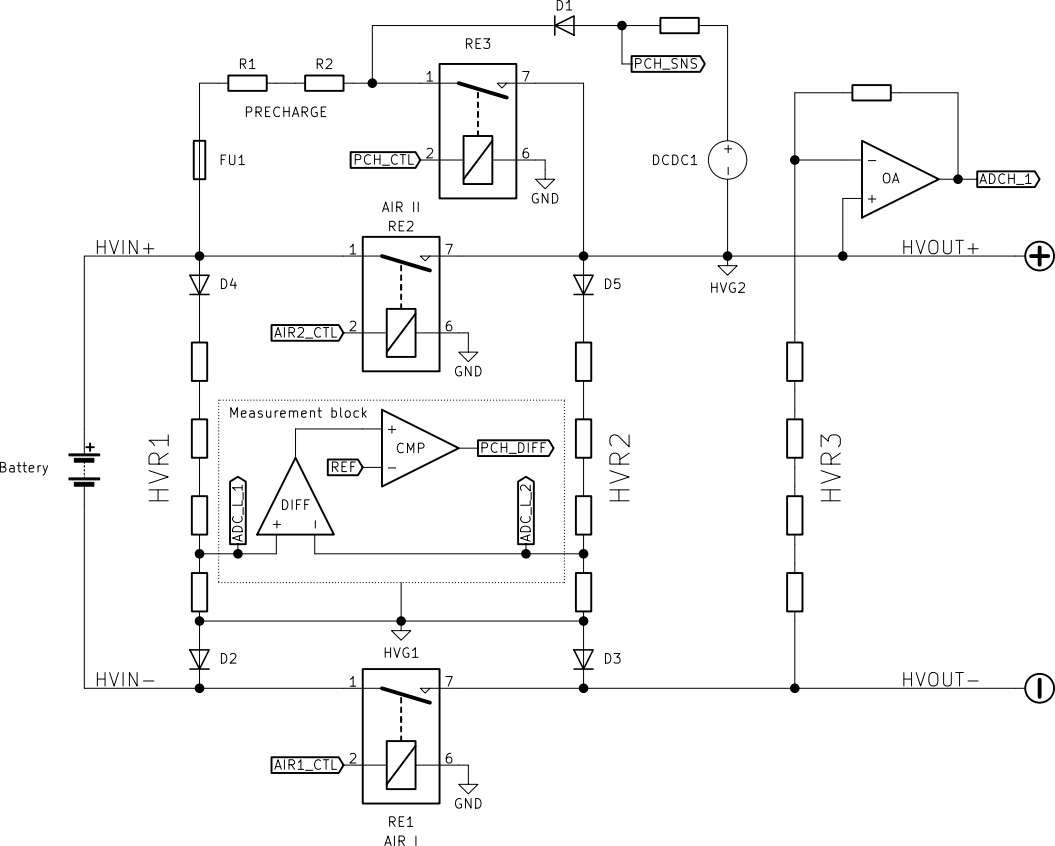 D1
RE3
R1
R2
1
7
PCH_SNS
PRECHARGE
FU1
PCH_CTL
2
6
GND
DCDC1
+
−
−
OA
+
ADCH_1
AIR II
RE2
HVIN+
1
7
HVG2
HVOUT+
+
D4
D5
AIR2_CTL
2
6
GND
Measurement block
HVR1
HVR2
HVR3
Battery
+
+
CMP
−
PCH_DIFF
REF
ADC_L_1
DIFF
+
−
ADC_L_2
HVG1
D2
D3
HVIN−
1
7
HVOUT−
−
AIR1_CTL
2
6
GND
RE1
AIR I